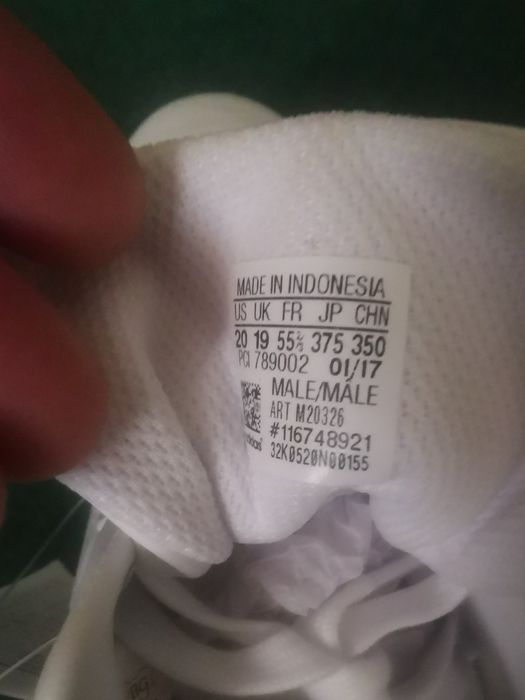 MADE IN INDONESIA
US UK FR JP CHN
20 19 55⅔ 375 350
PCI 789002 01/17
MALE/MÂLE
ART M20326
#116748921
adidas
32K0520N00155